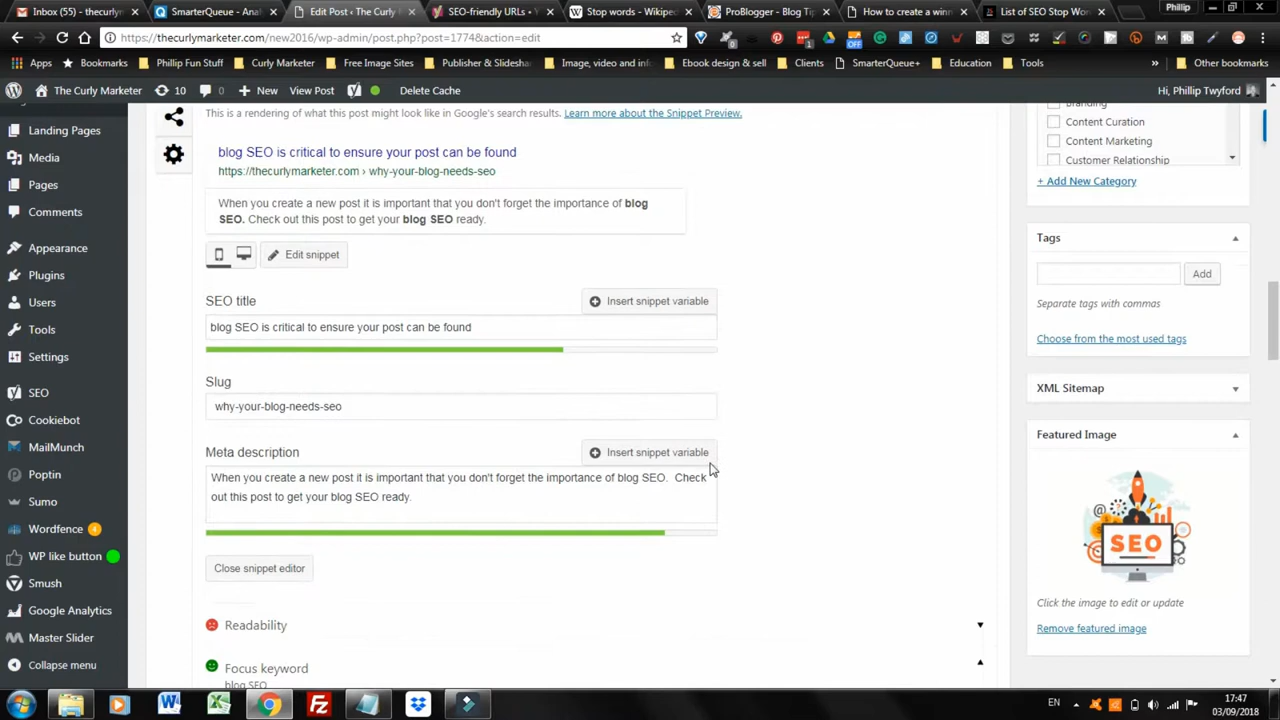 Inbox (55) - thecurlym
SmarterQueue - Anal
Edit Post ‹ The Curly
SEO-friendly URLs • Y
Stop words - Wikiped
ProBlogger - Blog Tip
How to create a winn
List of SEO Stop Wor
Phillip
https://thecurlymarketer.com/new2016/wp-admin/post.php?post=1774&action=edit
Apps
Bookmarks
Phillip Fun Stuff
Curly Marketer
Free Image Sites
Publisher & Slidesha
Image, video and inf
Ebook design & sell
Clients
SmarterQueue+
Education
Tools
»
Other bookmarks
The Curly Marketer
10
0
New
View Post
Delete Cache
Hi, Phillip Twyford
Landing Pages
Media
Pages
Comments
Appearance
Plugins
Users
Tools
Settings
SEO
Cookiebot
MailMunch
Poptin
Sumo
Wordfence 4
WP like button
Smush
Google Analytics
Master Slider
Collapse menu
This is a rendering of what this post might look like in Google's search results. Learn more about the Snippet Preview.
blog SEO is critical to ensure your post can be found
https://thecurlymarketer.com › why-your-blog-needs-seo
When you create a new post it is important that you don't forget the importance of blog
SEO. Check out this post to get your blog SEO ready.
Edit snippet
SEO title
Insert snippet variable
blog SEO is critical to ensure your post can be found
Slug
why-your-blog-needs-seo
Meta description
Insert snippet variable
When you create a new post it is important that you don't forget the importance of blog SEO.  Check
out this post to get your blog SEO ready.
Close snippet editor
Readability
Focus keyword
blog SEO
Branding
Content Curation
Content Marketing
Customer Relationship
+ Add New Category
Tags
Add
Separate tags with commas
Choose from the most used tags
XML Sitemap
Featured Image
SEO
Click the image to edit or update
Remove featured image
EN
17:47
03/09/2018